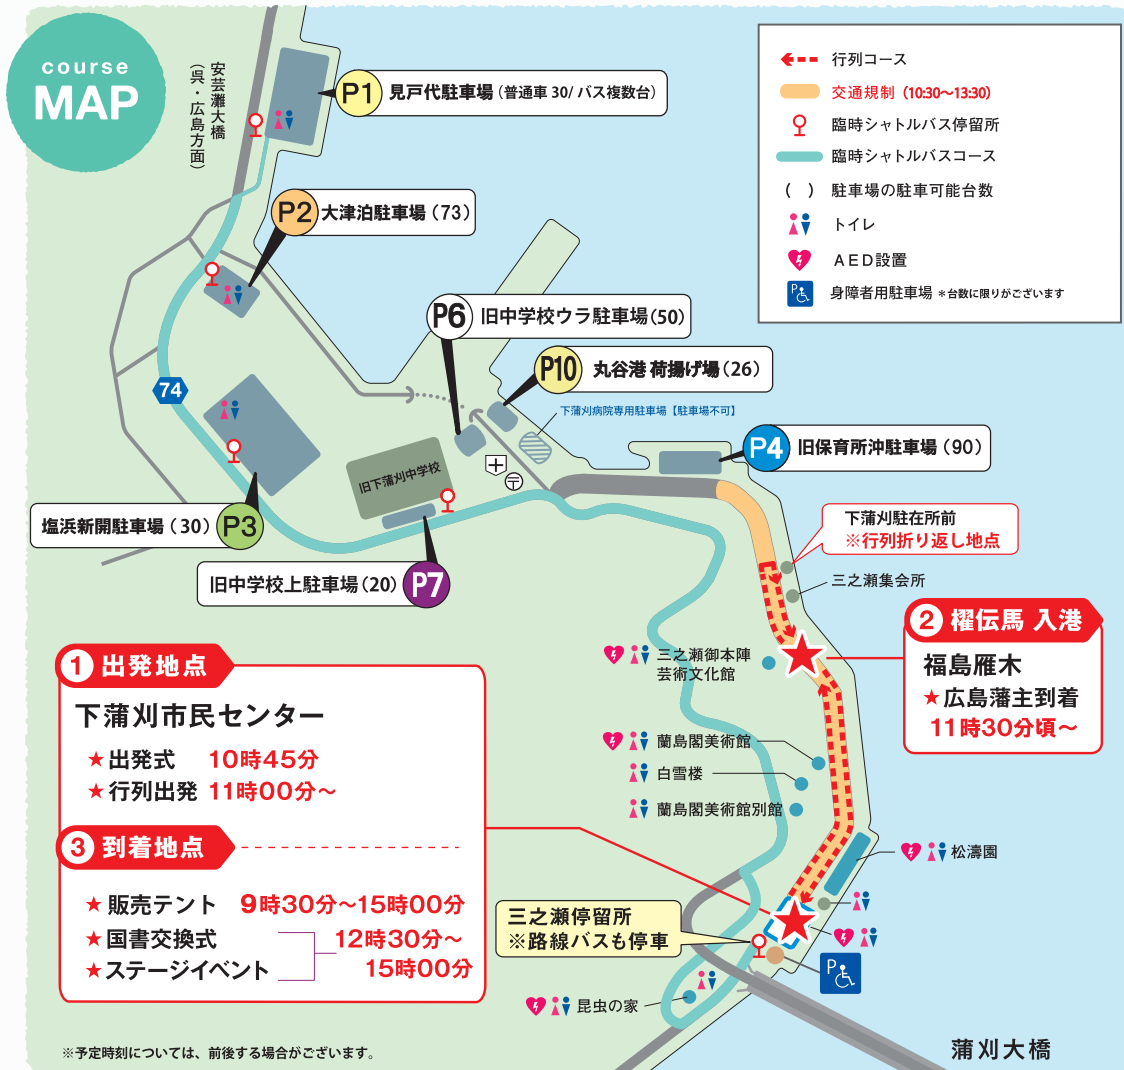 course
MAP
安芸灘大橋
（呉・広島方面）
P1 見戸代駐車場（普通車 30/ バス複数台）
P2 大津泊駐車場（73）
P6 旧中学校ウラ駐車場（50）
P10 丸谷港 荷揚げ場（26）
下蒲刈病院専用駐車場【駐車場不可】
P4 旧保育所沖駐車場（90）
74
旧下蒲刈中学校
塩浜新開駐車場（30） P3
旧中学校上駐車場（20） P7
行列コース
交通規制（10:30〜13:30）
臨時シャトルバス停留所
臨時シャトルバスコース
（　）駐車場の駐車可能台数
トイレ
AED設置
P 身障者用駐車場 ＊台数に限りがございます
下蒲刈駐在所前
※行列折り返し地点
三之瀬集会所
② 櫂伝馬 入港
福島雁木
★広島藩主到着
11時30分頃〜
三之瀬御本陣
芸術文化館
蘭島閣美術館
白雪楼
蘭島閣美術館別館
松濤園
① 出発地点
下蒲刈市民センター
★出発式 10時45分
★行列出発 11時00分〜
③ 到着地点
★販売テント 9時30分〜15時00分
★国書交換式 12時30分〜
★ステージイベント 15時00分
三之瀬停留所
※路線バスも停車
P
昆虫の家
蒲刈大橋
※予定時刻については、前後する場合がございます。